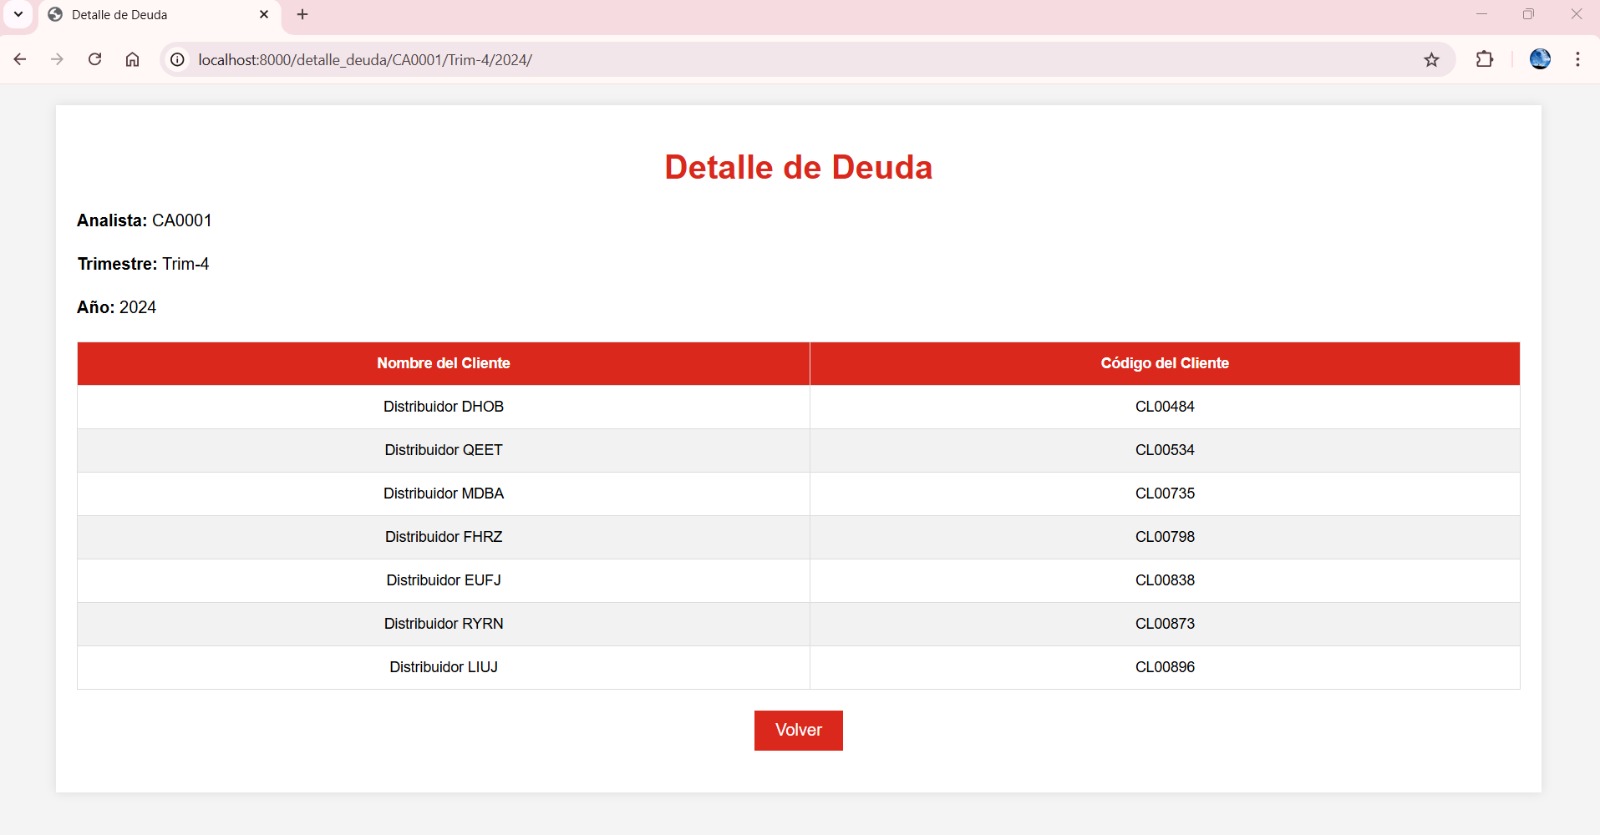 Detalle de Deuda
localhost:8000/detalle_deuda/CA0001/Trim-4/2024/
Detalle de Deuda
Analista: CA0001
Trimestre: Trim-4
Año: 2024
Nombre del Cliente Código del Cliente
Distribuidor DHOB CL00484
Distribuidor QEET CL00534
Distribuidor MDBA CL00735
Distribuidor FHRZ CL00798
Distribuidor EUFJ CL00838
Distribuidor RYRN CL00873
Distribuidor LIUJ CL00896
Volver